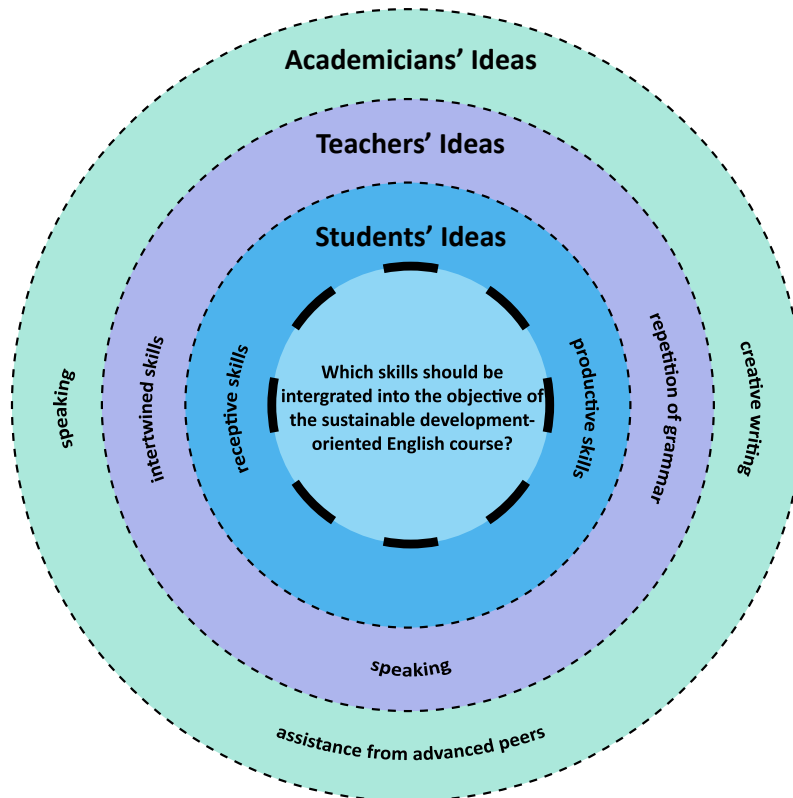 Academicians’ Ideas
Teachers’ Ideas
Students’ Ideas
Which skills should be
intergrated into the objective of
the sustainable development-
oriented English course?
receptive skills
productive skills
intertwined skills
repetition of grammar
speaking
speaking
creative writing
assistance from advanced peers